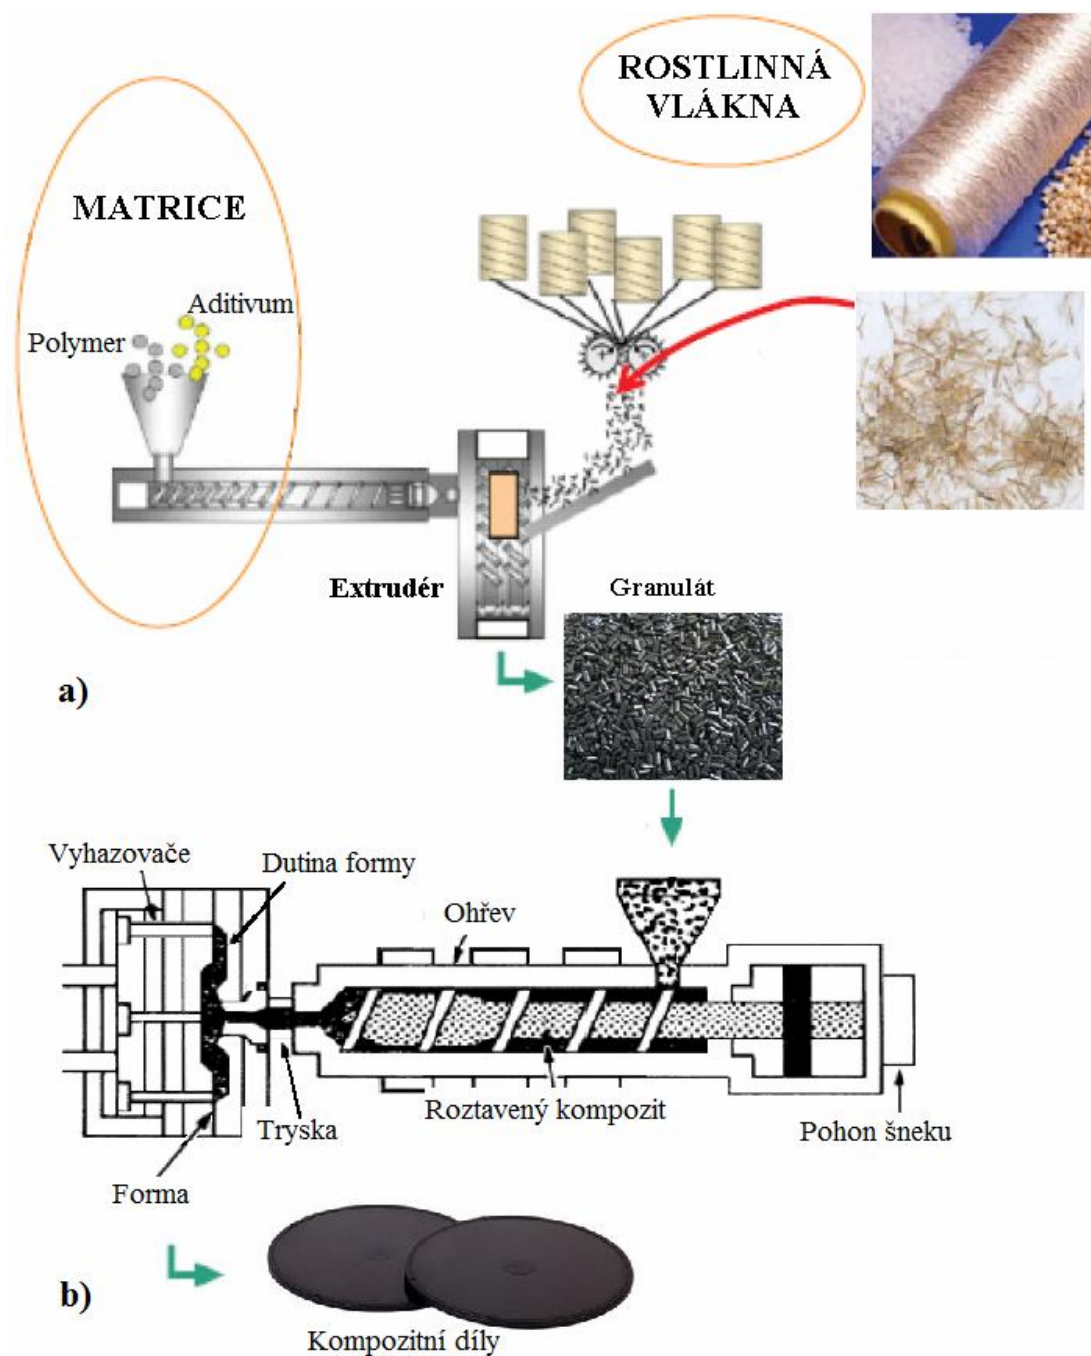 ROSTLINNÁ
VLÁKNA
MATRICE
Aditivum
Polymer
Extrudér
Granulát
a)
Vyhazovače
Dutina formy
Ohřev
Roztavený kompozit
Tryska
Pohon šneku
Forma
b)
Kompozitní díly